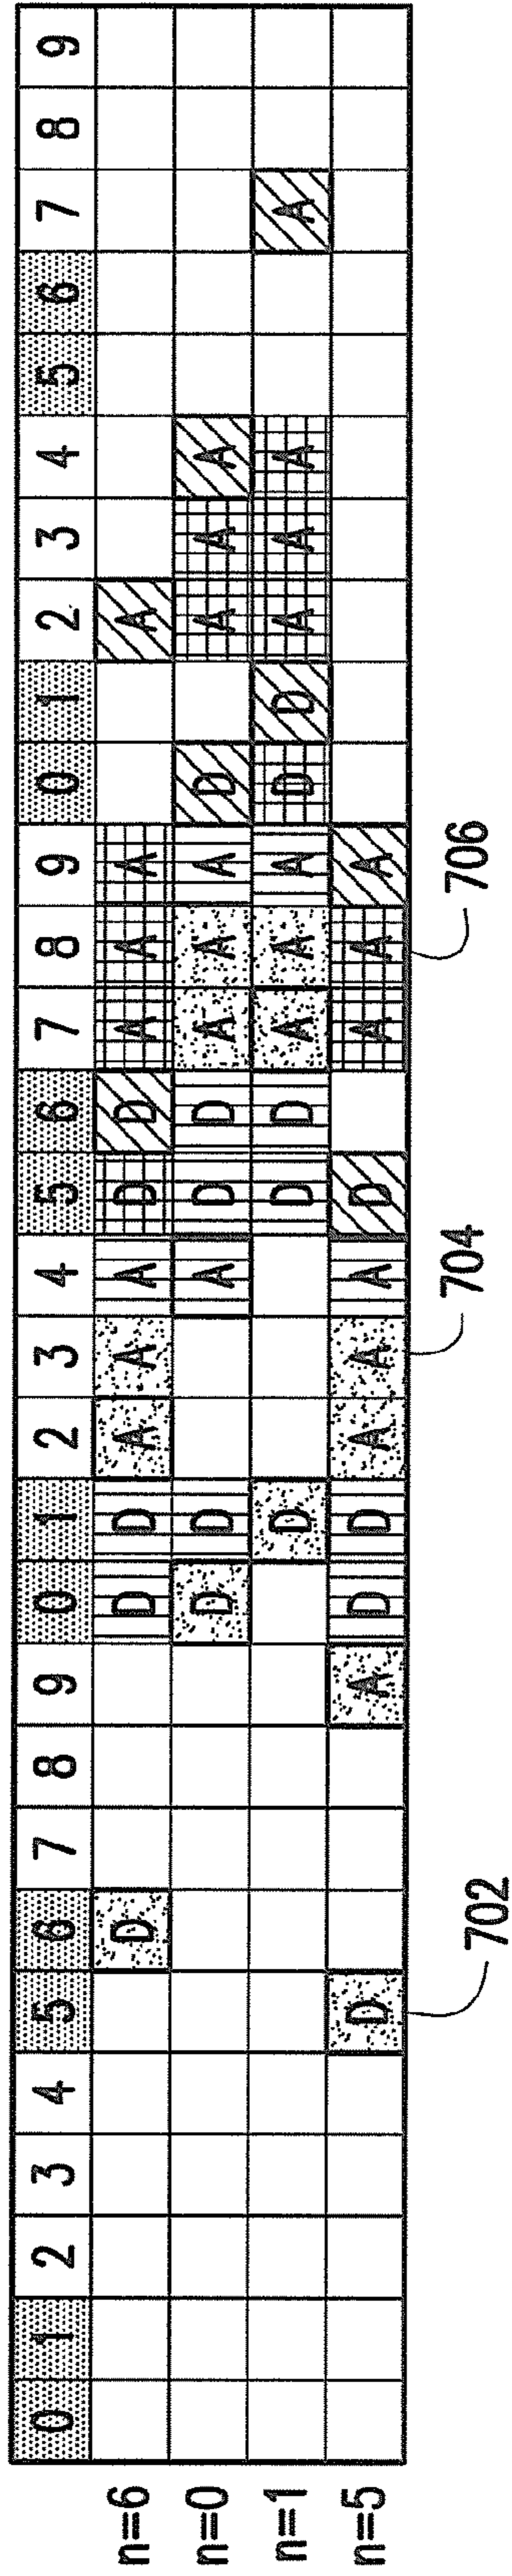 0 1 2 3 4 5 6 7 8 9 0 1 2 3 4 5 6 7 8 9 0 1 2 3 4 5 6 7 8 9
n=6 D D D A A A D D A A A A
n=0 D D A D D A A A D A A A
n=1 D D D A A A D D A A A A
n=5 D A D D A A A D A A A
702 704 706